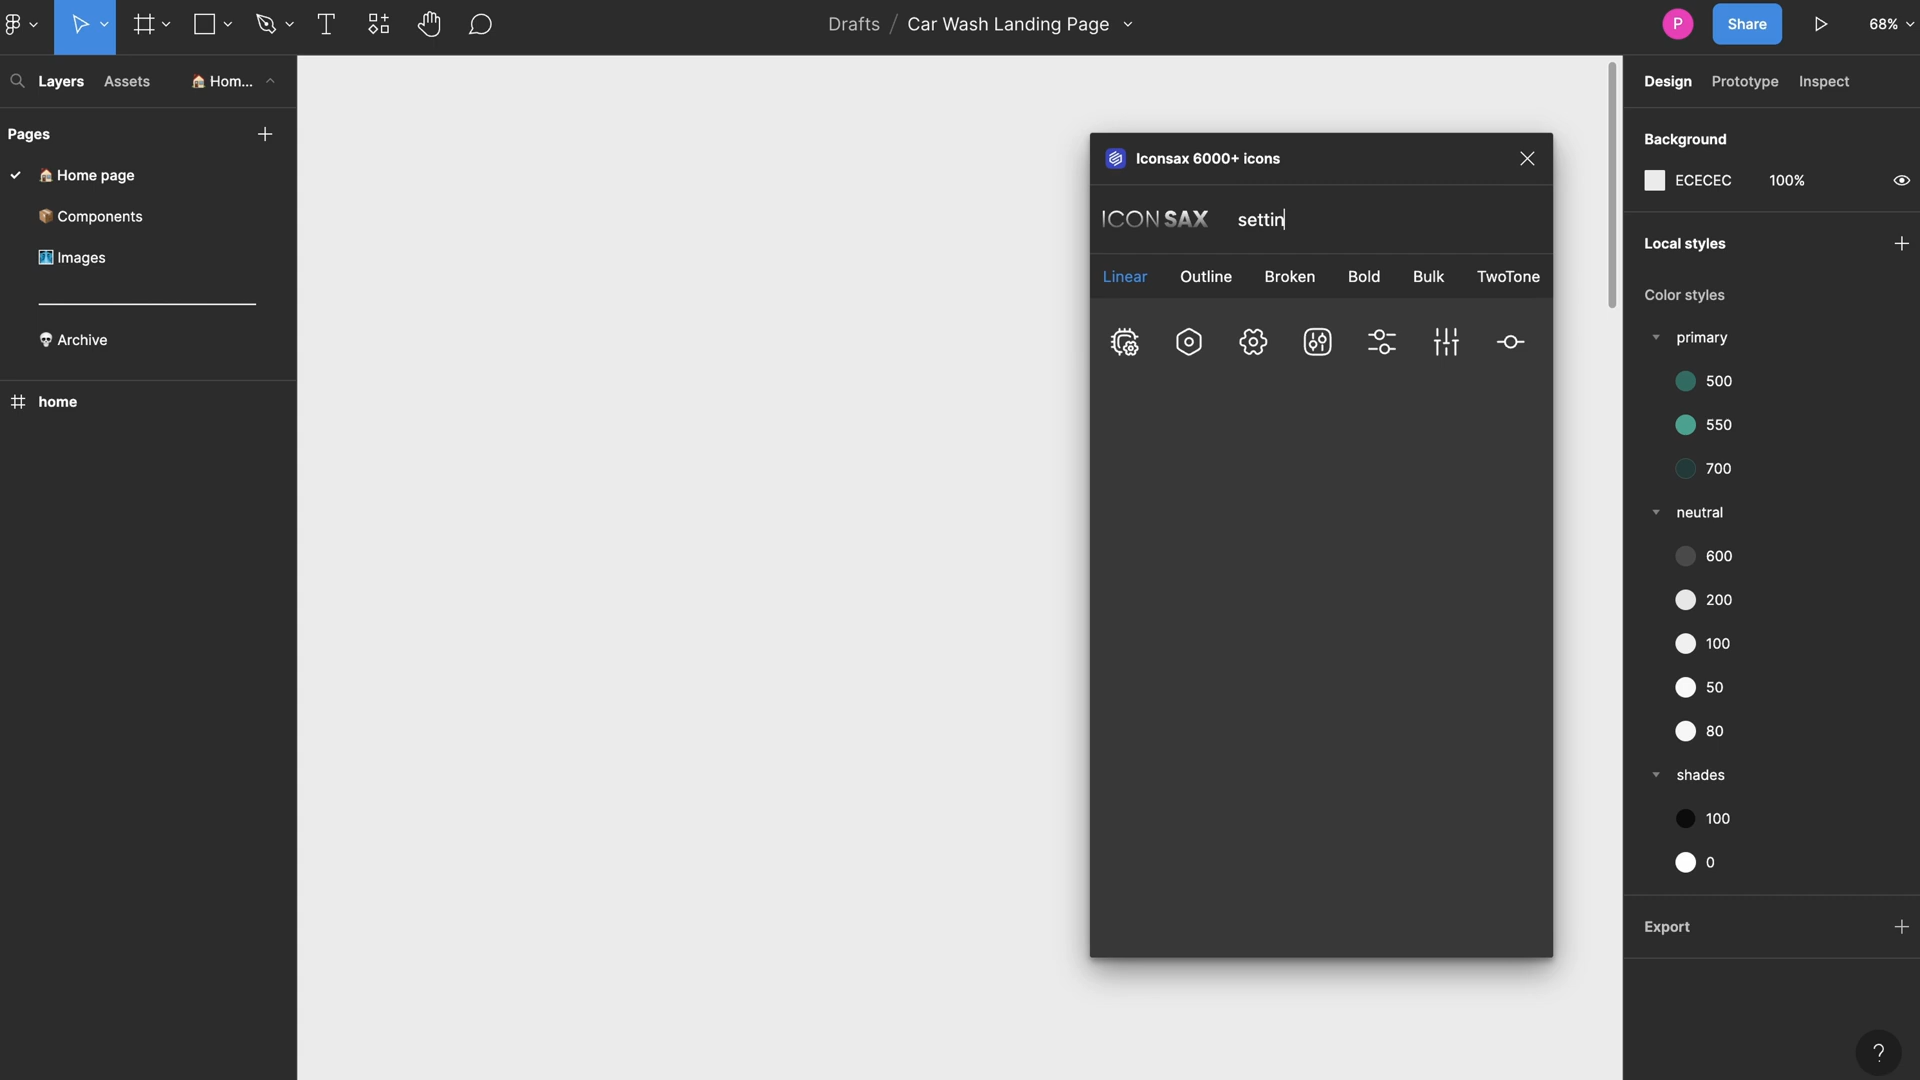 Drafts / Car Wash Landing Page
P
Share
68%
Layers Assets Hom...
Pages
Home page
Components
Images
Archive
home
Iconsax 6000+ icons
ICONSAX settin
Linear Outline Broken Bold Bulk TwoTone
Design Prototype Inspect
Background
ECECEC 100%
Local styles
Color styles
primary
500
550
700
neutral
600
200
100
50
80
shades
100
0
Export
?